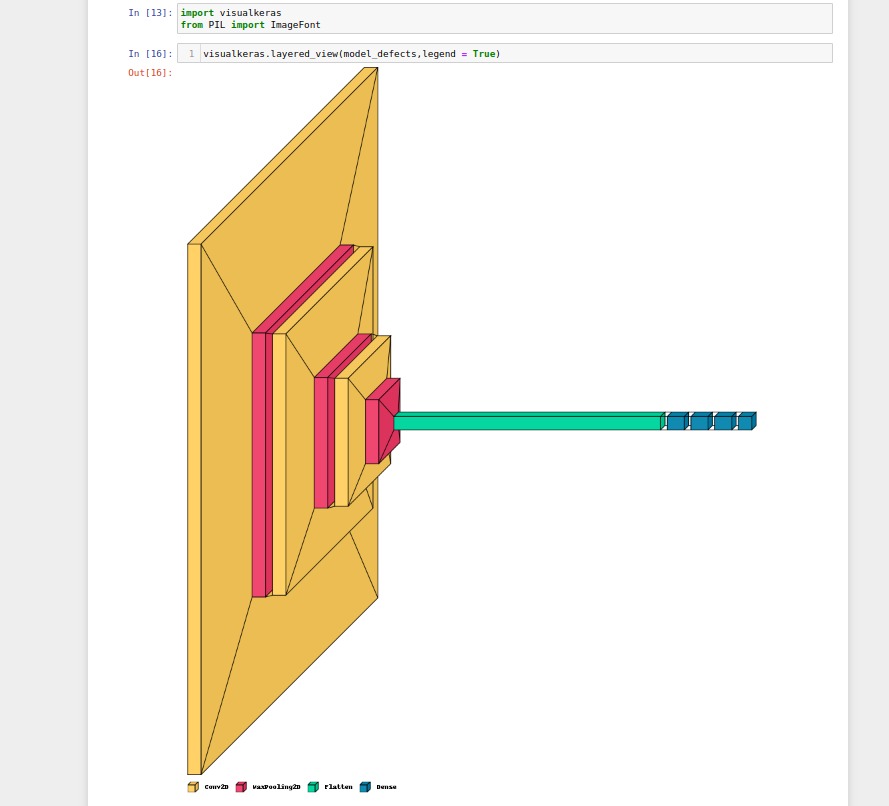 In [13]: import visualkeras
from PIL import ImageFont
In [16]: 1 visualkeras.layered_view(model_defects,legend = True)
Out[16]:
Conv2D MaxPooling2D Flatten Dense